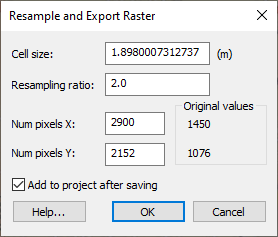 Resample and Export Raster
Cell size: 1.8980007312737 (m)
Resampling ratio: 2.0
Original values
Num pixels X: 2900 1450
Num pixels Y: 2152 1076
Add to project after saving
Help... OK Cancel